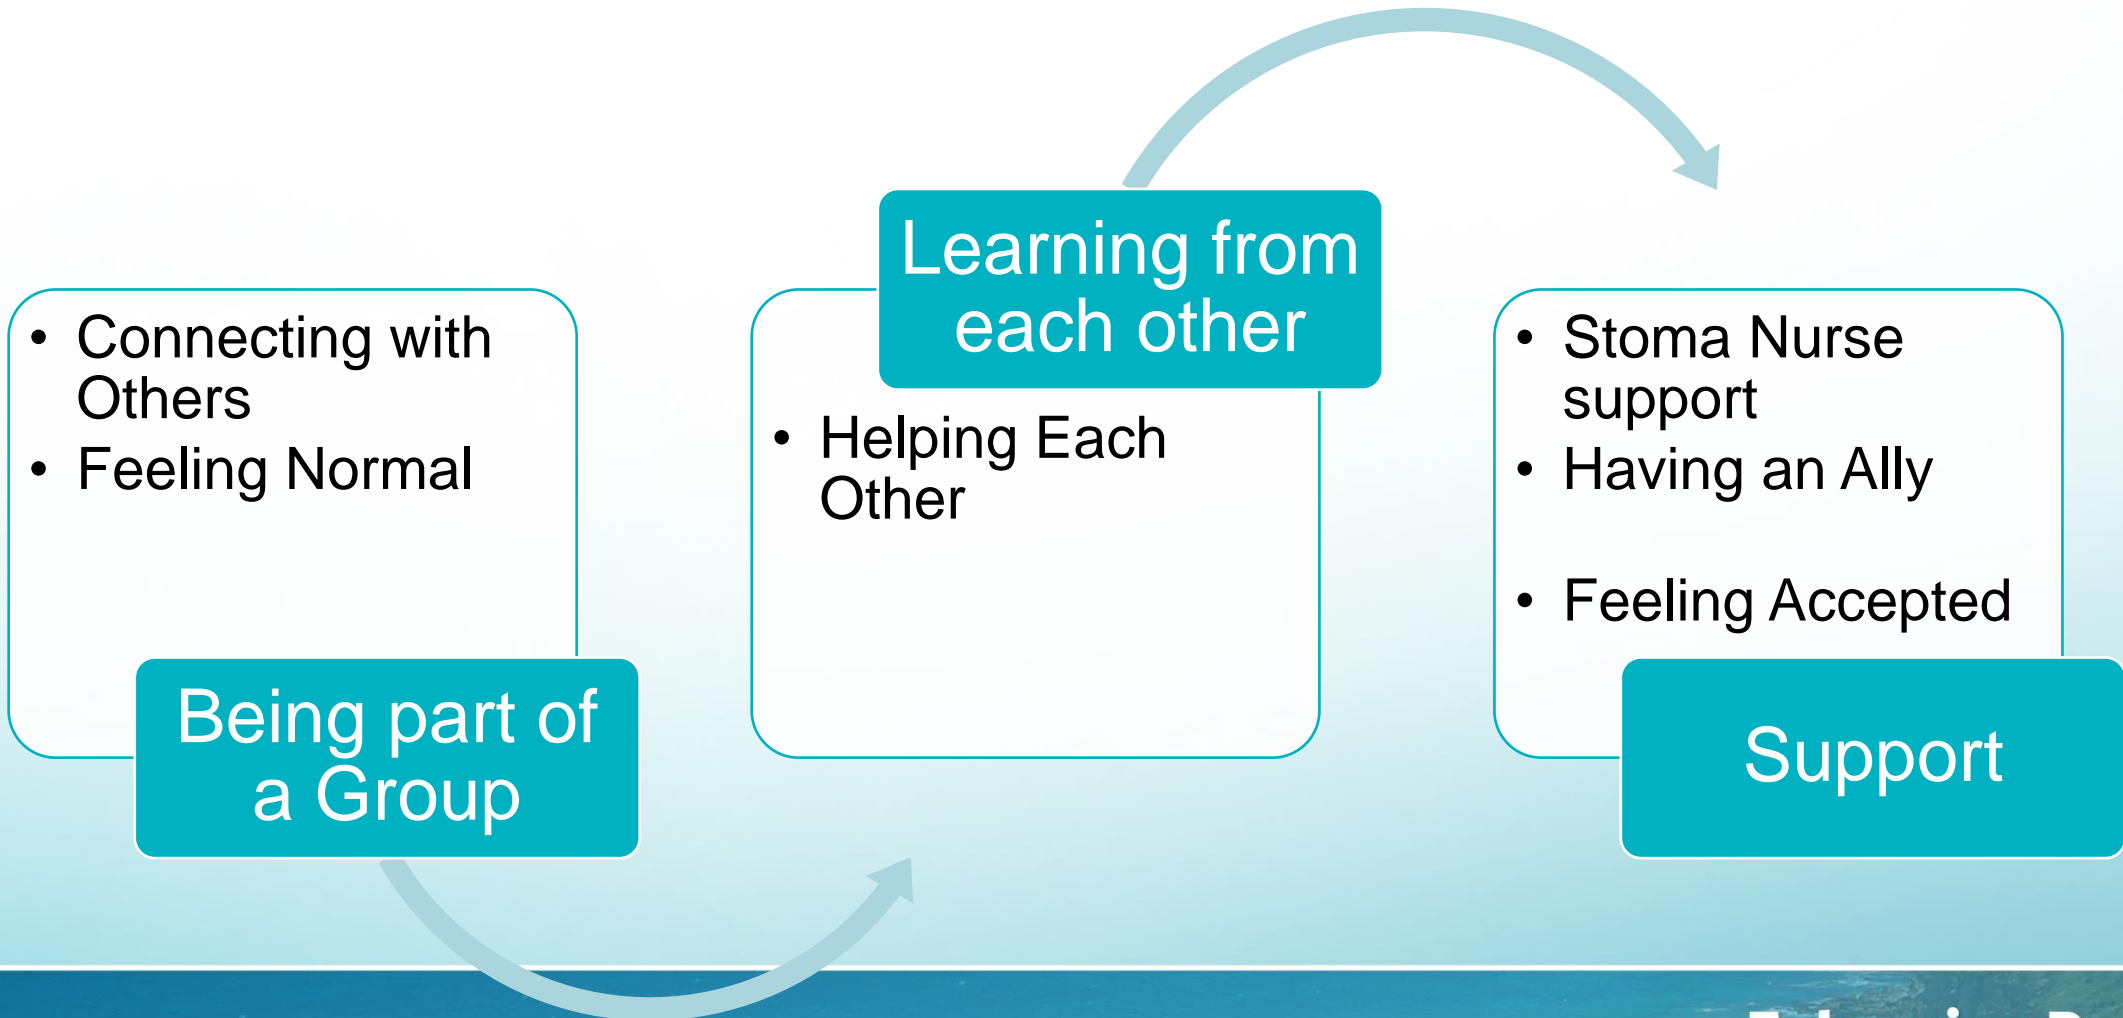 • Connecting with
Others
• Feeling Normal
Being part of
a Group
Learning from
each other
• Helping Each
Other
• Stoma Nurse
support
• Having an Ally
• Feeling Accepted
Support